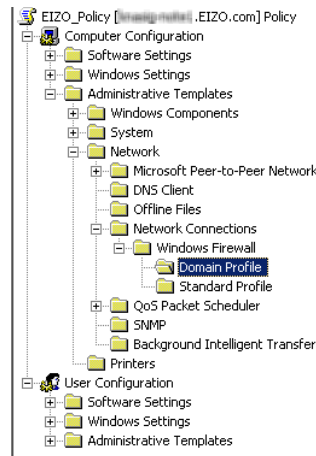 EIZO_Policy [ .EIZO.com] Policy
Computer Configuration
Software Settings
Windows Settings
Administrative Templates
Windows Components
System
Network
Microsoft Peer-to-Peer Network
DNS Client
Offline Files
Network Connections
Windows Firewall
Domain Profile
Standard Profile
QoS Packet Scheduler
SNMP
Background Intelligent Transfer
Printers
User Configuration
Software Settings
Windows Settings
Administrative Templates